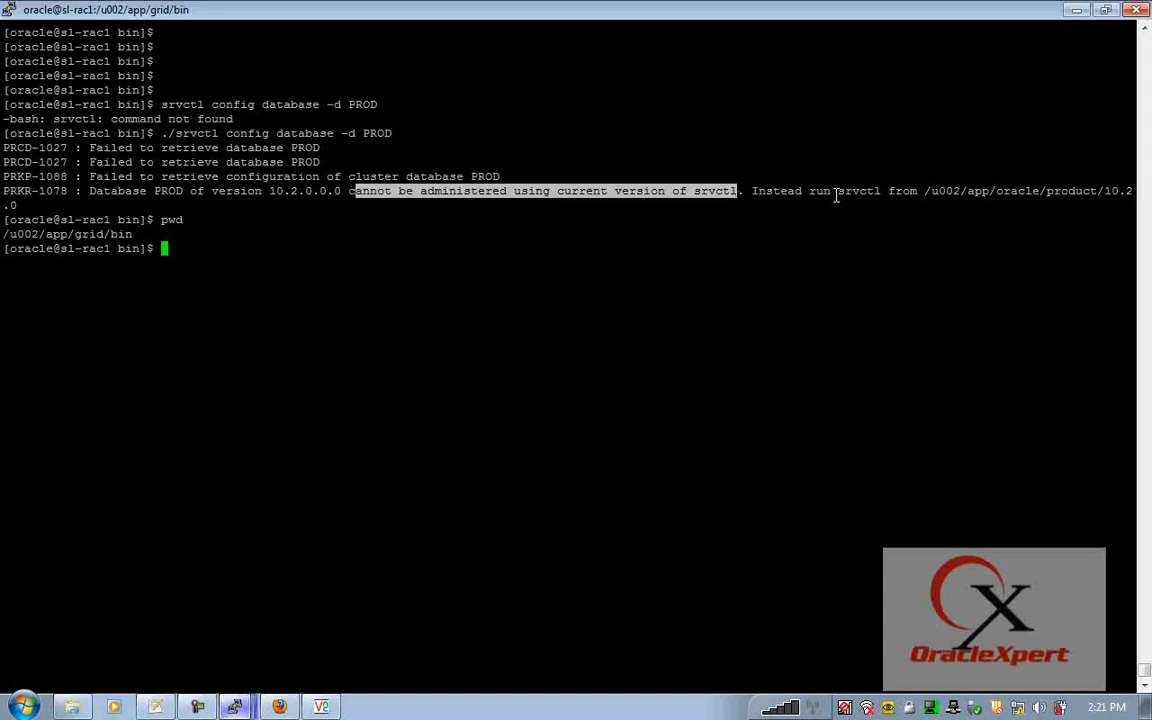 oracle@sl-rac1:/u002/app/grid/bin
[oracle@sl-rac1 bin]$
[oracle@sl-rac1 bin]$
[oracle@sl-rac1 bin]$
[oracle@sl-rac1 bin]$
[oracle@sl-rac1 bin]$
[oracle@sl-rac1 bin]$ srvctl config database -d PROD
-bash: srvctl: command not found
[oracle@sl-rac1 bin]$ ./srvctl config database -d PROD
PRCD-1027 : Failed to retrieve database PROD
PRCD-1027 : Failed to retrieve database PROD
PRKP-1088 : Failed to retrieve configuration of cluster database PROD
PRKR-1078 : Database PROD of version 10.2.0.0.0 cannot be administered using current version of srvctl. Instead run srvctl from /u002/app/oracle/product/10.2
.0
[oracle@sl-rac1 bin]$ pwd
/u002/app/grid/bin
[oracle@sl-rac1 bin]$
OX
OraclExpert
V2
2:21 PM